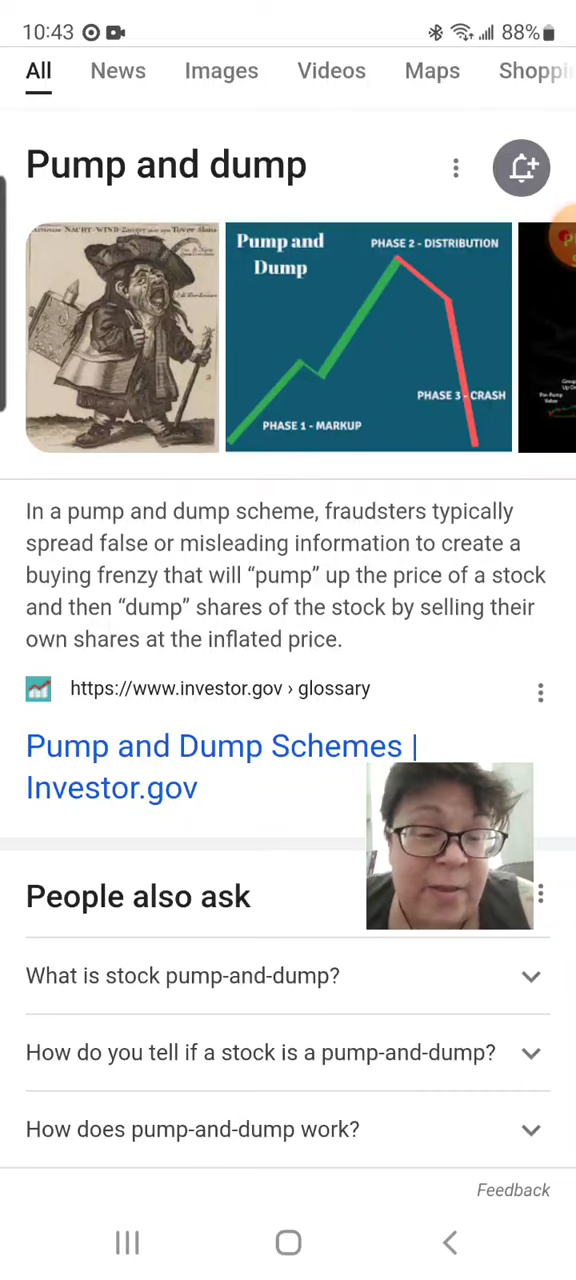 10:43 88%
All News Images Videos Maps Shoppi
Pump and dump
NACHT-WIND-Zanger
Pump and
Dump
PHASE 2 - DISTRIBUTION
PHASE 3 - CRASH
PHASE 1 - MARKUP
In a pump and dump scheme, fraudsters typically
spread false or misleading information to create a
buying frenzy that will “pump” up the price of a stock
and then “dump” shares of the stock by selling their
own shares at the inflated price.
https://www.investor.gov › glossary
Pump and Dump Schemes |
Investor.gov
People also ask
What is stock pump-and-dump?
How do you tell if a stock is a pump-and-dump?
How does pump-and-dump work?
Feedback